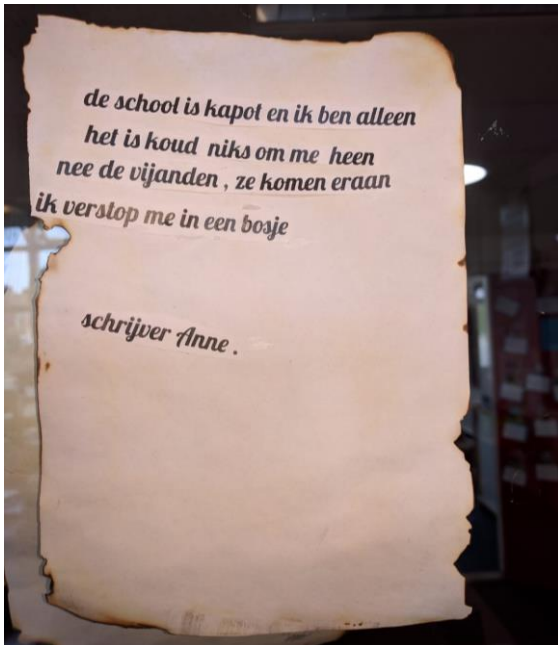 de school is kapot en ik ben alleen
het is koud niks om me heen
nee de vijanden , ze komen eraan
ik verstop me in een bosje
schrijver Anne .